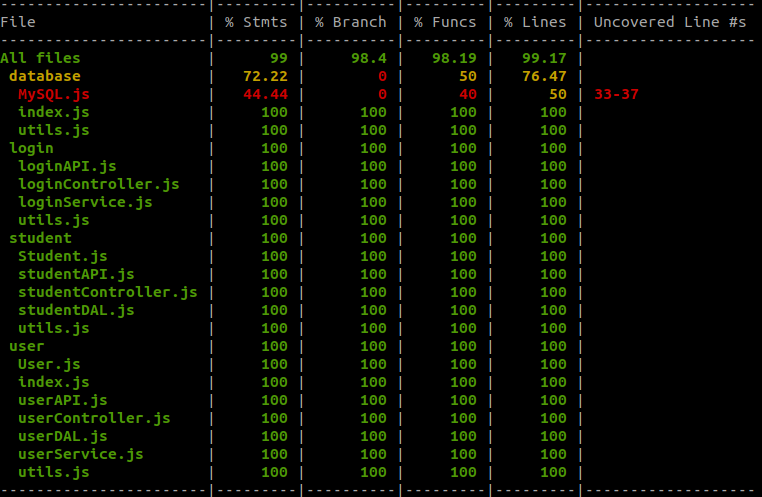 -----------------------|---------|----------|---------|---------|-------------------
File                   | % Stmts | % Branch | % Funcs | % Lines | Uncovered Line #s
-----------------------|---------|----------|---------|---------|-------------------
All files              |      99 |     98.4 |   98.19 |   99.17 |
 database              |   72.22 |        0 |      50 |   76.47 |
  MySQL.js             |   44.44 |        0 |      40 |      50 | 33-37
  index.js             |     100 |      100 |     100 |     100 |
  utils.js             |     100 |      100 |     100 |     100 |
 login                 |     100 |      100 |     100 |     100 |
  loginAPI.js          |     100 |      100 |     100 |     100 |
  loginController.js   |     100 |      100 |     100 |     100 |
  loginService.js      |     100 |      100 |     100 |     100 |
  utils.js             |     100 |      100 |     100 |     100 |
 student               |     100 |      100 |     100 |     100 |
  Student.js           |     100 |      100 |     100 |     100 |
  studentAPI.js        |     100 |      100 |     100 |     100 |
  studentController.js |     100 |      100 |     100 |     100 |
  studentDAL.js        |     100 |      100 |     100 |     100 |
  utils.js             |     100 |      100 |     100 |     100 |
 user                  |     100 |      100 |     100 |     100 |
  User.js              |     100 |      100 |     100 |     100 |
  index.js             |     100 |      100 |     100 |     100 |
  userAPI.js           |     100 |      100 |     100 |     100 |
  userController.js    |     100 |      100 |     100 |     100 |
  userDAL.js           |     100 |      100 |     100 |     100 |
  userService.js       |     100 |      100 |     100 |     100 |
  utils.js             |     100 |      100 |     100 |     100 |
-----------------------|---------|----------|---------|---------|-------------------